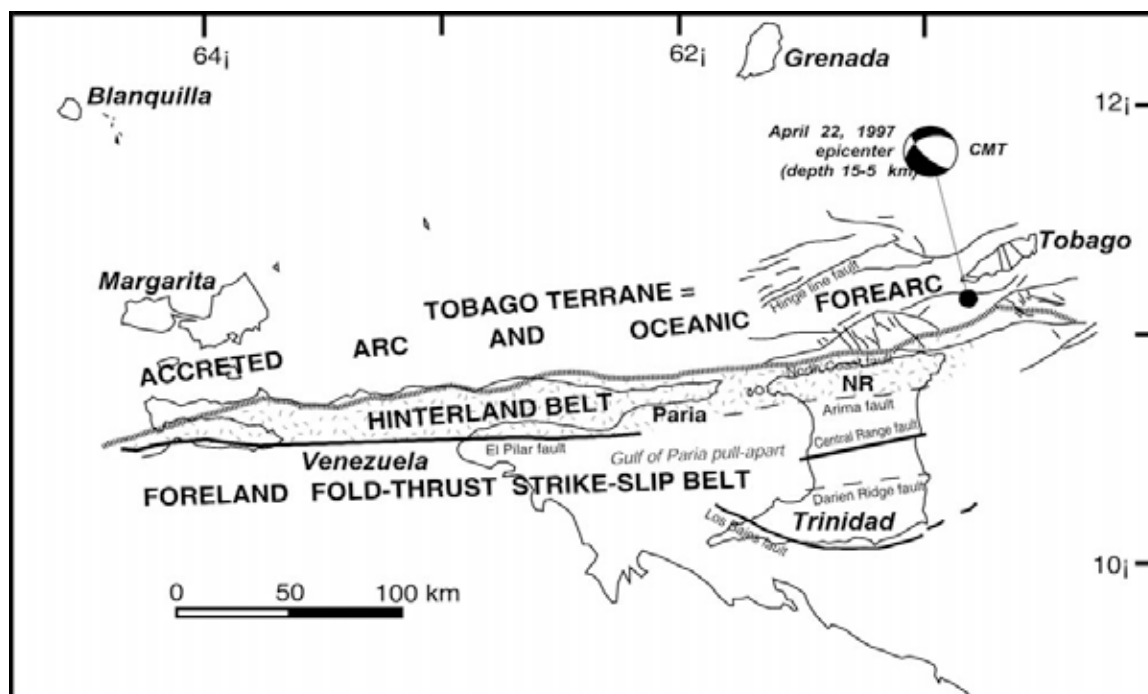 64¡
62¡
Grenada
Blanquilla
12¡
April 22, 1997
epicenter
(depth 15-5 km)
CMT
Tobago
Margarita
Hinge line fault
TOBAGO TERRANE =
FOREARC
ACCRETED ARC AND OCEANIC
North Coast fault
NR
HINTERLAND BELT
Paria
Arima fault
Central Range fault
El Pilar fault
Venezuela
Gulf of Paria pull-apart
FORELAND FOLD-THRUST STRIKE-SLIP BELT
Darien Ridge fault
Trinidad
Los Bajos fault
10¡
0 50 100 km